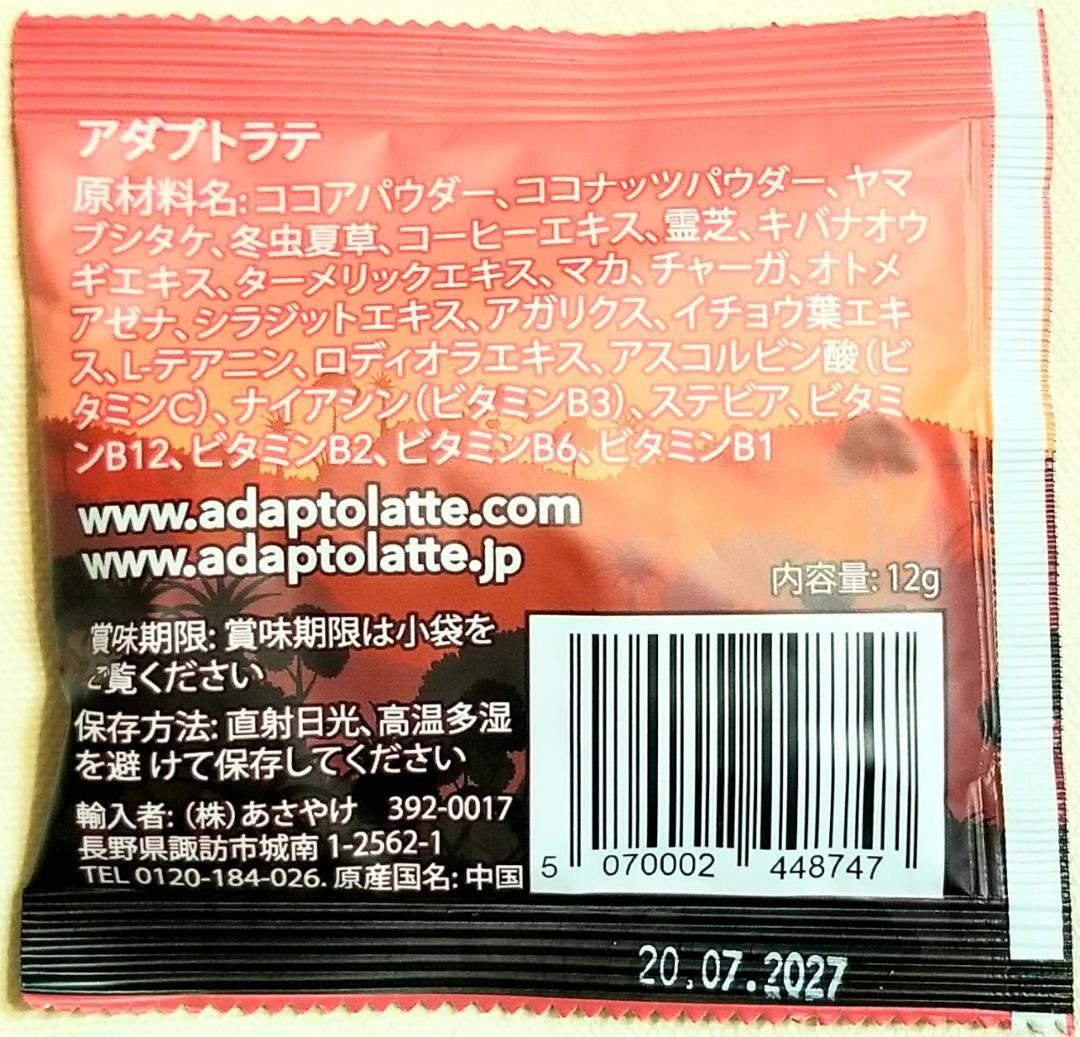 アダプトラテ
原材料名: ココアパウダー、ココナッツパウダー、ヤマ
ブシタケ、冬虫夏草、コーヒーエキス、霊芝、キバナオウ
ギエキス、ターメリックエキス、マカ、チャーガ、オトメ
アゼナ、シラジットエキス、アガリクス、イチョウ葉エキ
ス、L-テアニン、ロディオラエキス、アスコルビン酸（ビ
タミンC）、ナイアシン（ビタミンB3）、ステビア、ビタミ
ンB12、ビタミンB2、ビタミンB6、ビタミンB1
www.adaptolatte.com
www.adaptolatte.jp
内容量: 12g
賞味期限: 賞味期限は小袋を
ご覧ください
保存方法: 直射日光、高温多湿
を避 けて保存してください
輸入者:（株）あさやけ 392-0017
長野県諏訪市城南 1-2562-1
TEL 0120-184-026. 原産国名: 中国
5 070002 448747
20.07.2027